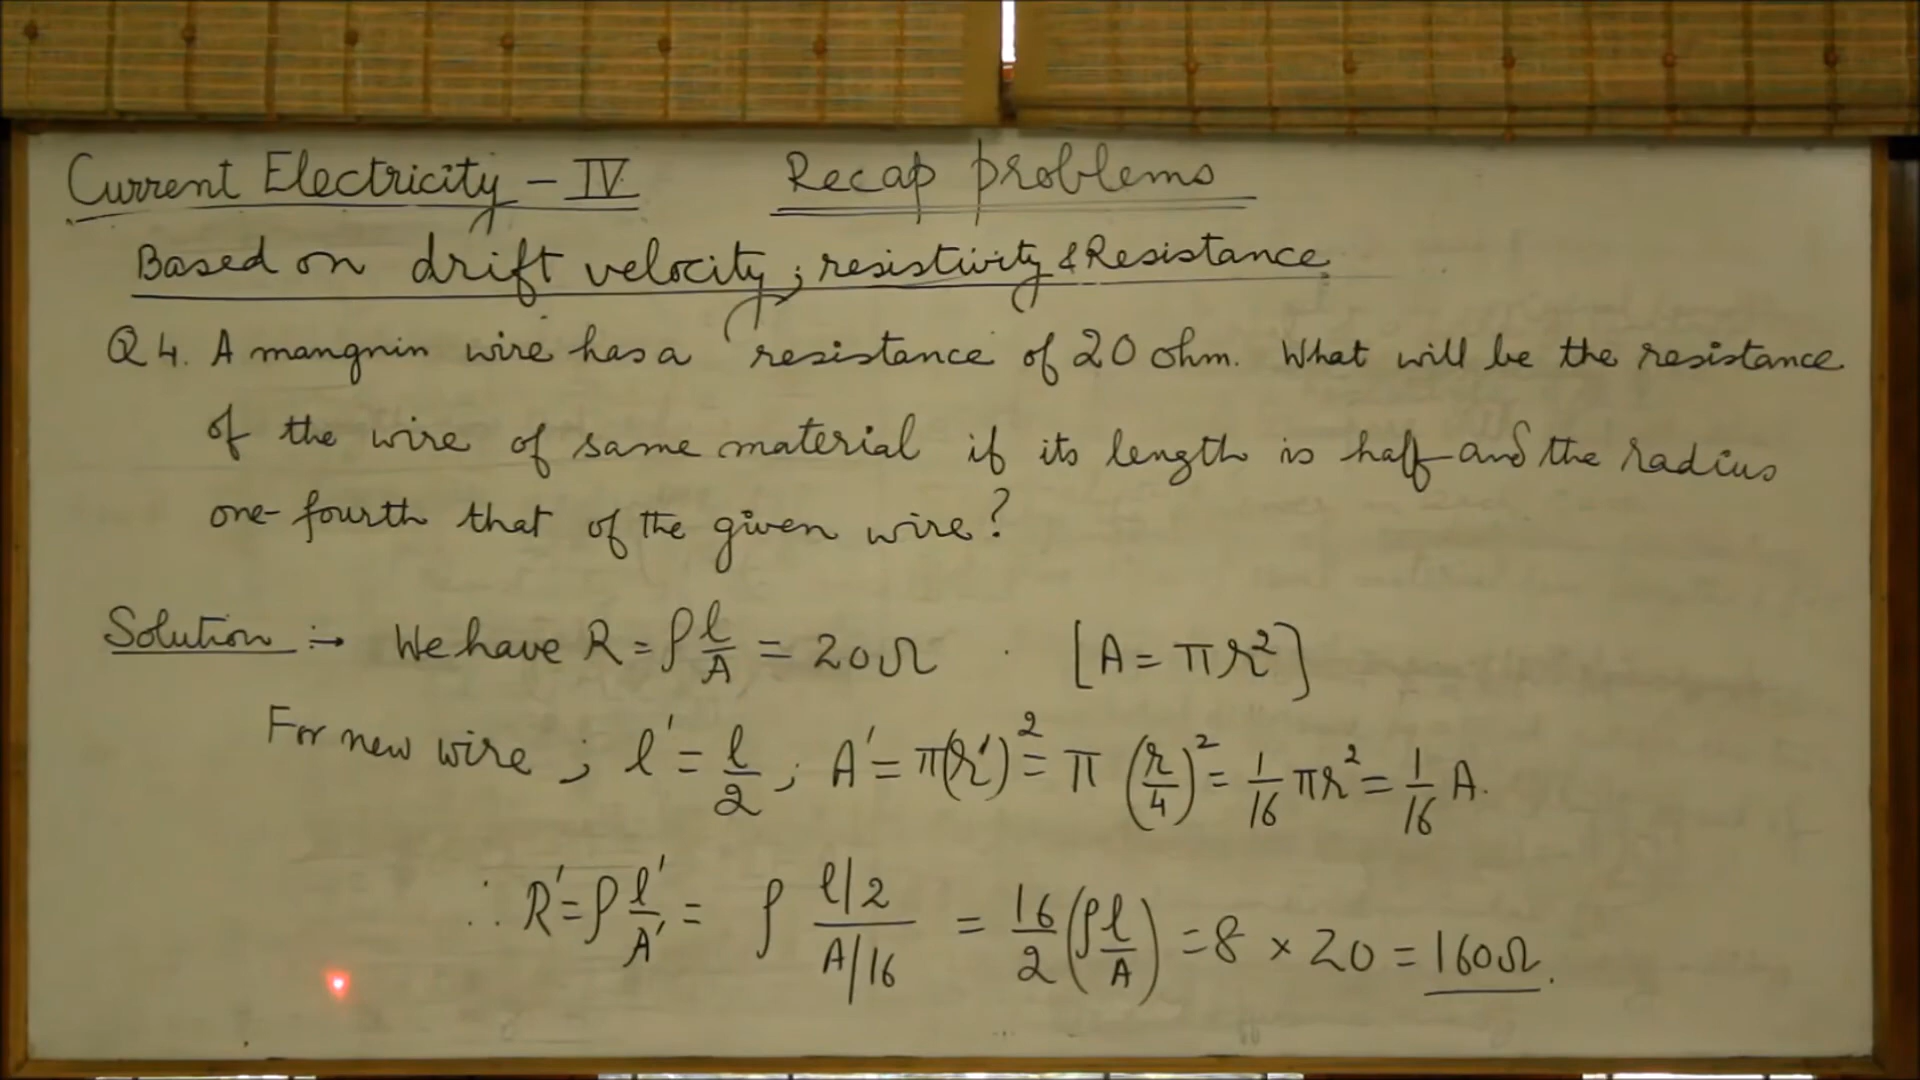 Current Electricity - IV Recap problems
Based on drift velocity, resistivity & Resistance
Q4. A mangnin wire has a resistance of 20 ohm. What will be the resistance
of the wire of same material if its length is half and the radius
one-fourth that of the given wire?
Solution :→ We have R = ρ l/A = 20Ω [A = πr²]
For new wire ; l' = l/2 ; A' = π(r')² = π (r/4)² = 1/16 πr² = 1/16 A.
∴ R' = ρ l'/A' = ρ (l/2)/(A/16) = 16/2 (ρ l/A) = 8 × 20 = 160Ω.